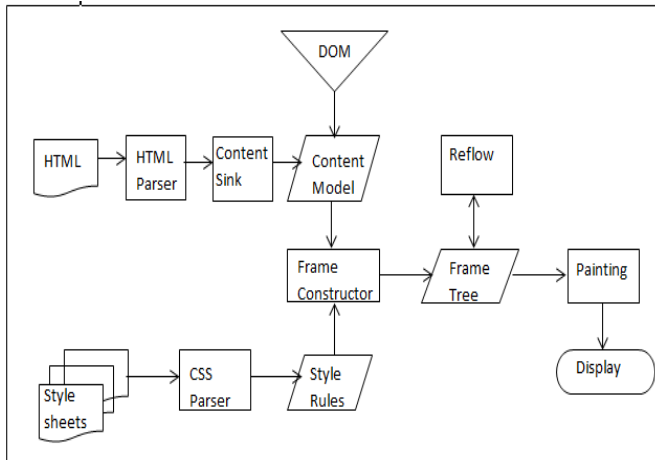 DOM
HTML
HTML
Parser
Content
Sink
Content
Model
Reflow
Frame
Constructor
Frame
Tree
Painting
Style
sheets
CSS
Parser
Style
Rules
Display